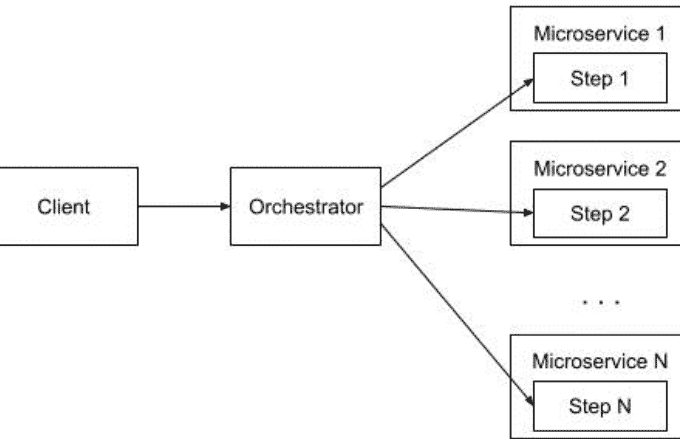 Microservice 1
Step 1
Microservice 2
Client
Orchestrator
Step 2
. . .
Microservice N
Step N